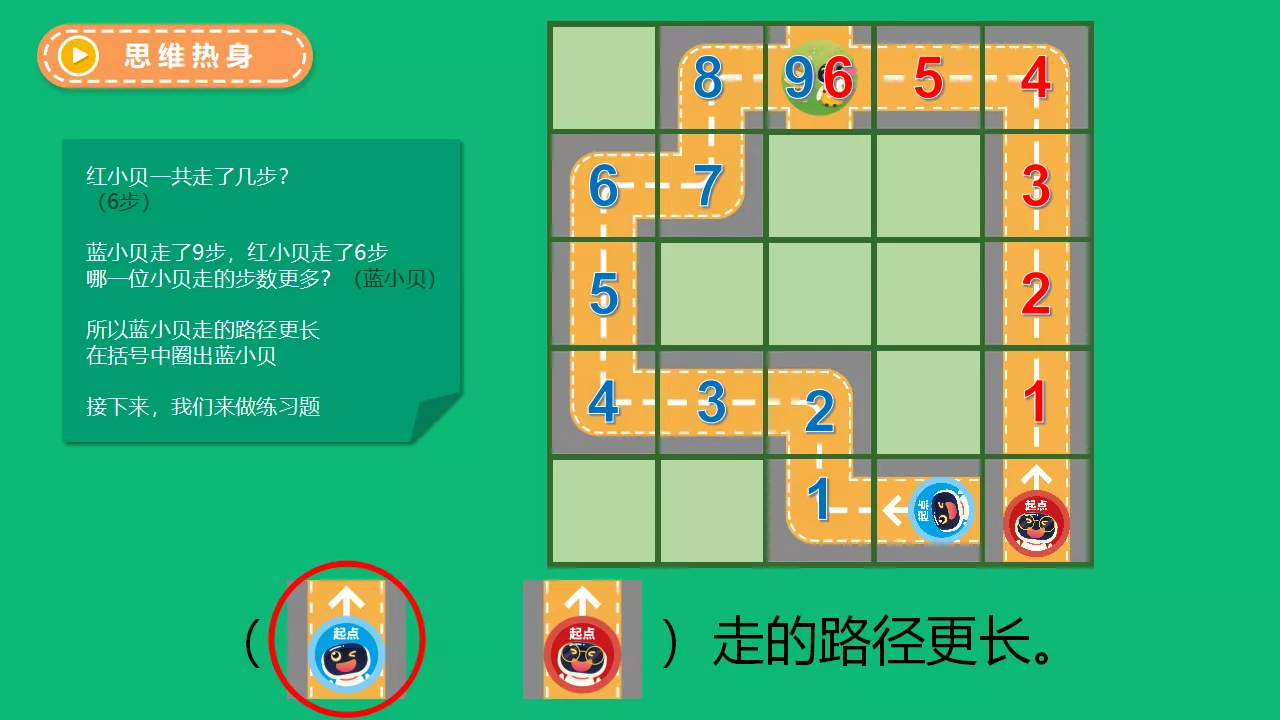 思维热身
红小贝一共走了几步？
（6步）
蓝小贝走了9步，红小贝走了6步
哪一位小贝走的步数更多？（蓝小贝）
所以蓝小贝走的路径更长
在括号中圈出蓝小贝
接下来，我们来做练习题
8 9 6 5 4
6 7 3
5 2
4 3 2 1
1 起点 起点
（ 起点 起点 ）走的路径更长。